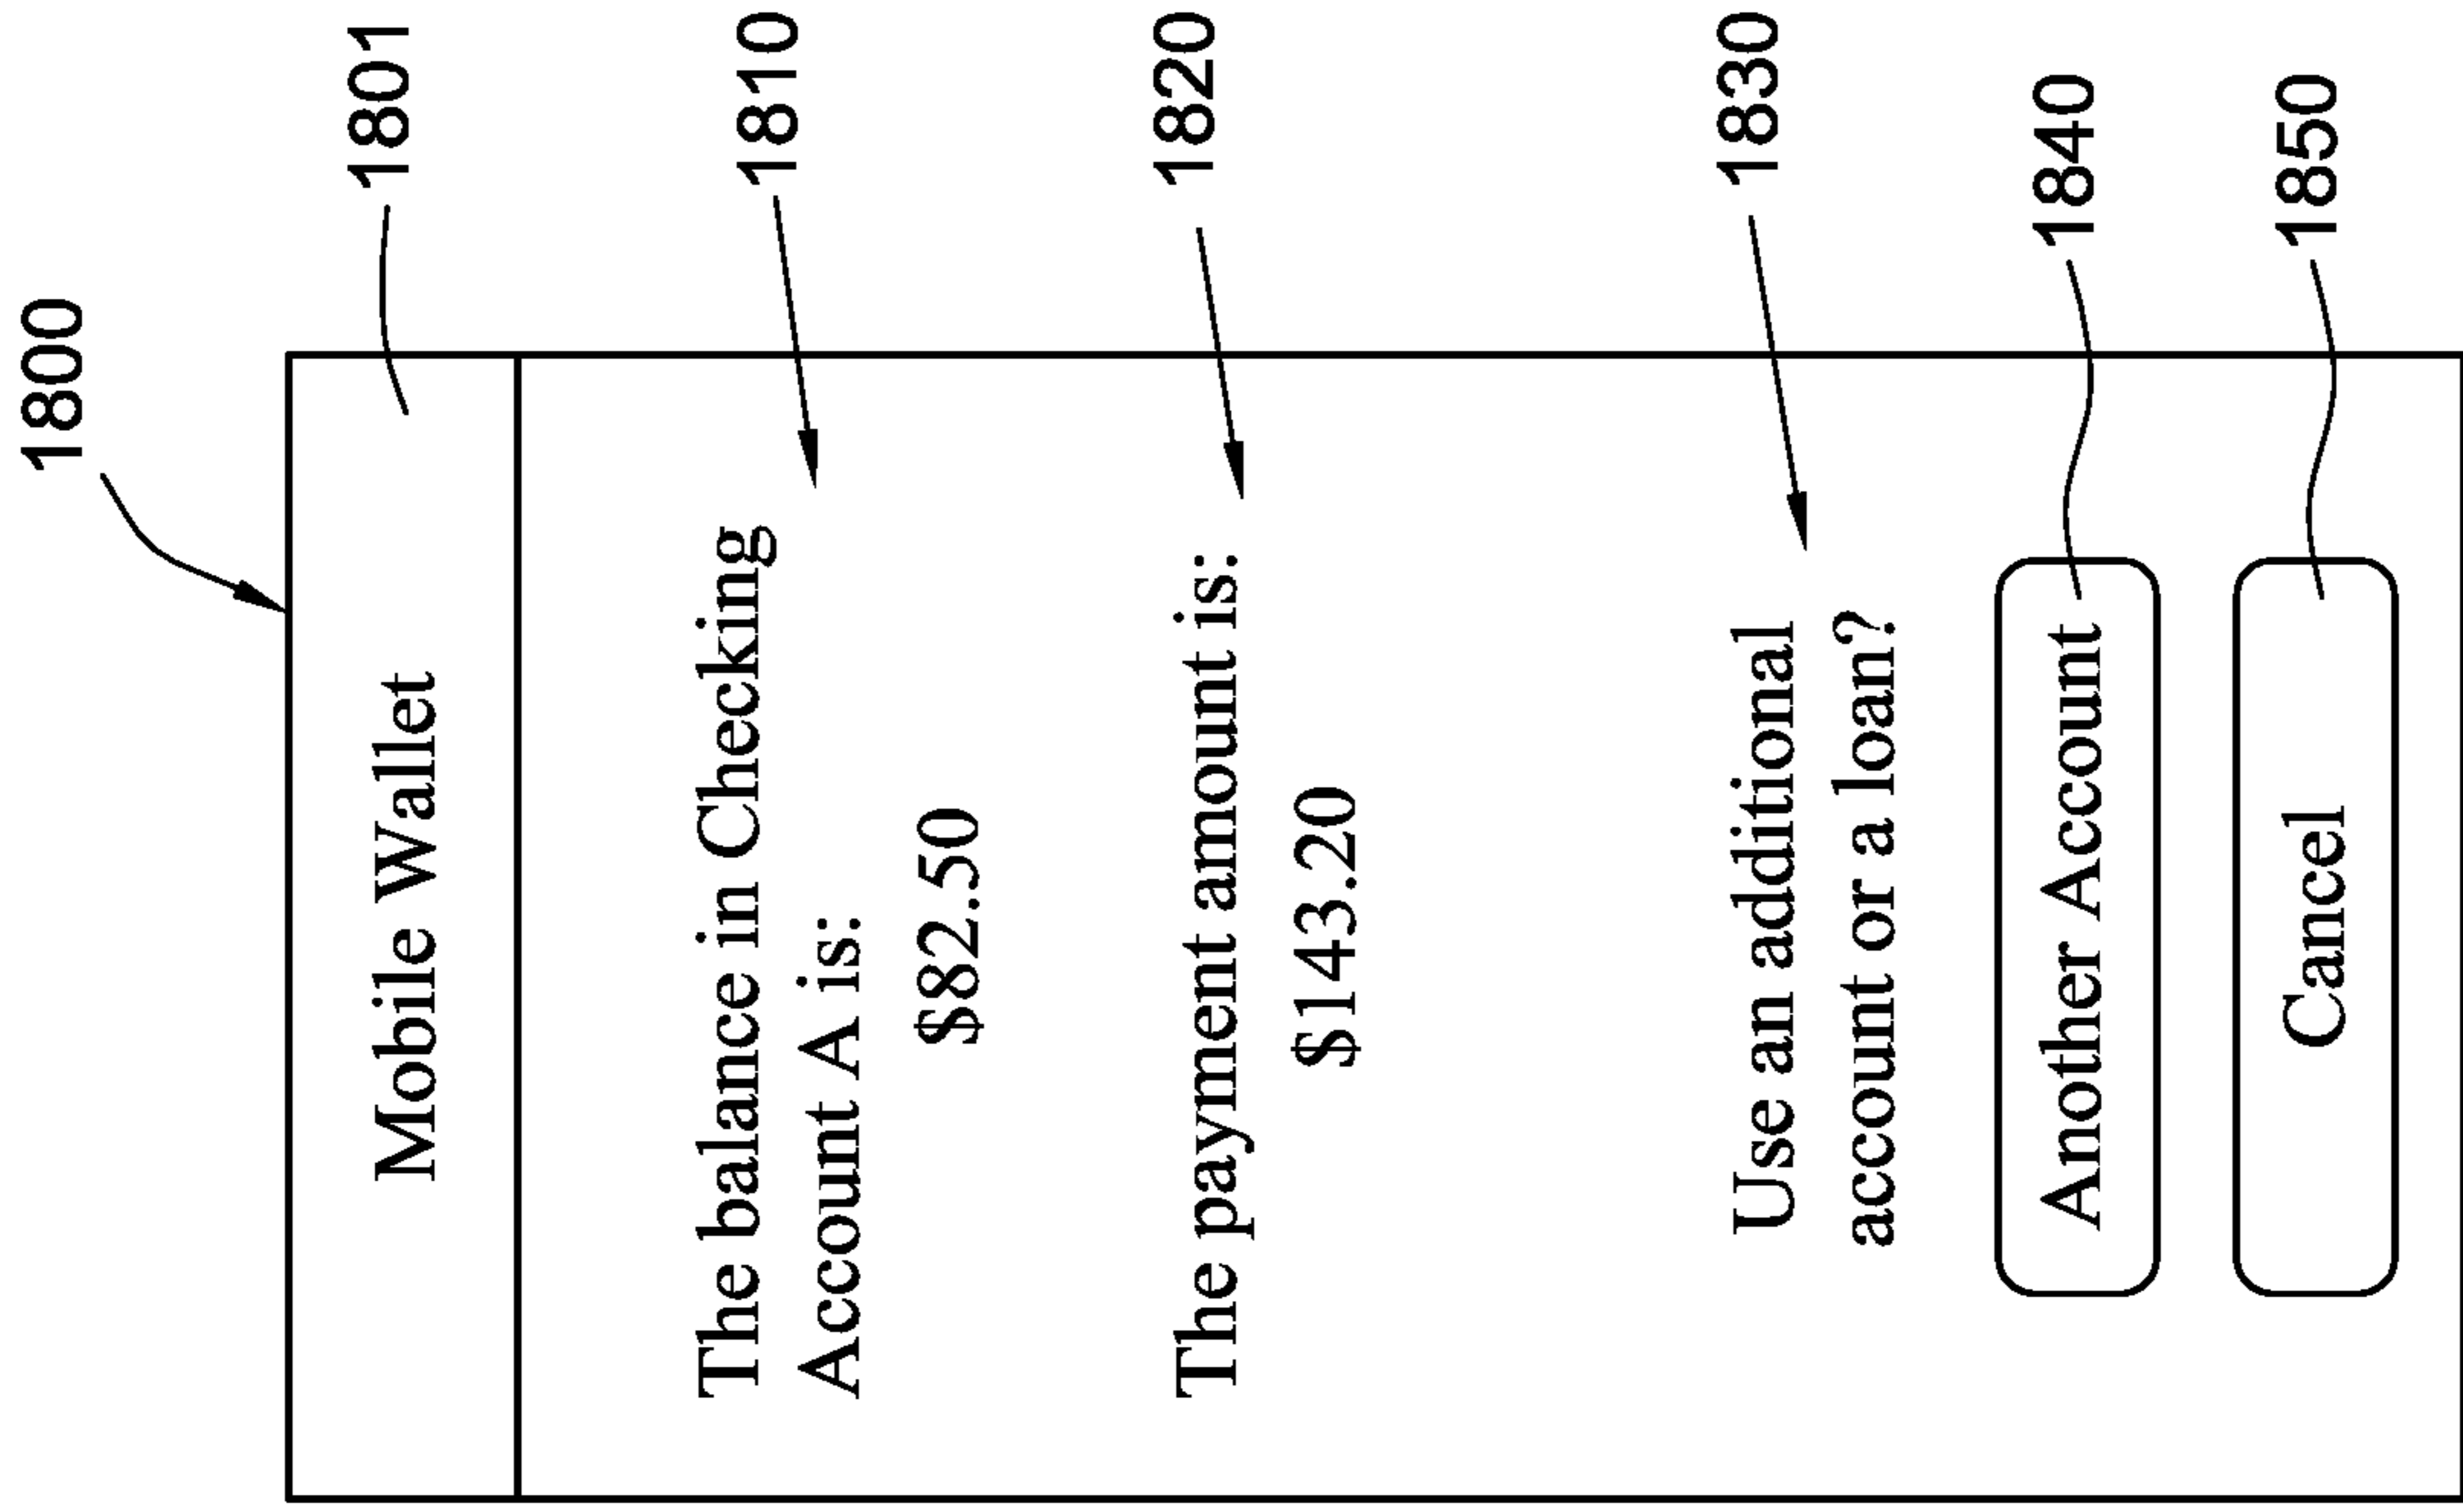 1800
Mobile Wallet
1801
The balance in Checking
Account A is:
1810
$82.50
The payment amount is:
1820
$143.20
Use an additional
account or a loan?
1830
Another Account
1840
Cancel
1850